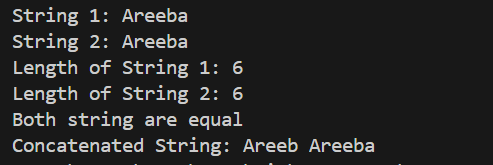 String 1: Areeba
String 2: Areeba
Length of String 1: 6
Length of String 2: 6
Both string are equal
Concatenated String: Areeb Areeba